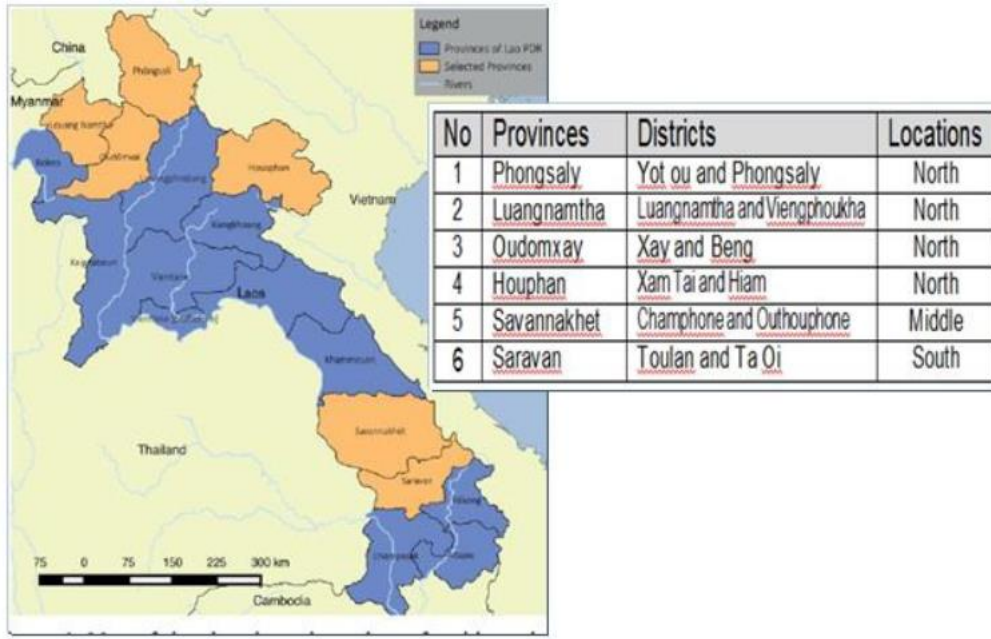 Legend
Provinces of Lao PDR
Selected Provinces
Rivers
China
Myanmar
Phôngsali
Houaphan
Vietnam
Laos
Khammouan
Savannakhet
Saravan
Thailand
Champasak
Cambodia
75 0 75 150 225 300 km
No Provinces Districts Locations
1 Phongsaly Yot ou and Phongsaly North
2 Luangnamtha Luangnamtha and Viengphoukha North
3 Oudomxay Xay and Beng North
4 Houphan Xam Tai and Hiam North
5 Savannakhet Champhone and Outhouphone Middle
6 Saravan Toulan and Ta Oi South